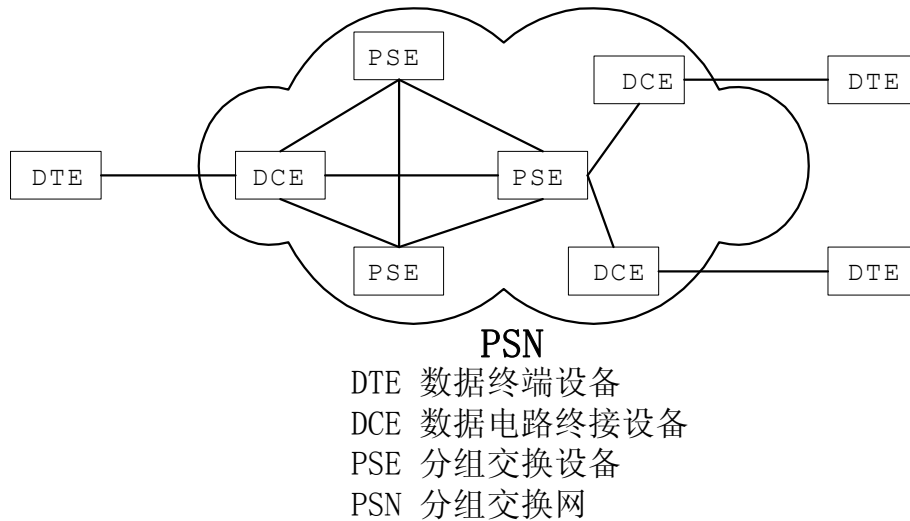 PSE
DCE DTE
DTE DCE PSE
PSE DCE DTE
PSN
DTE 数据终端设备
DCE 数据电路终接设备
PSE 分组交换设备
PSN 分组交换网